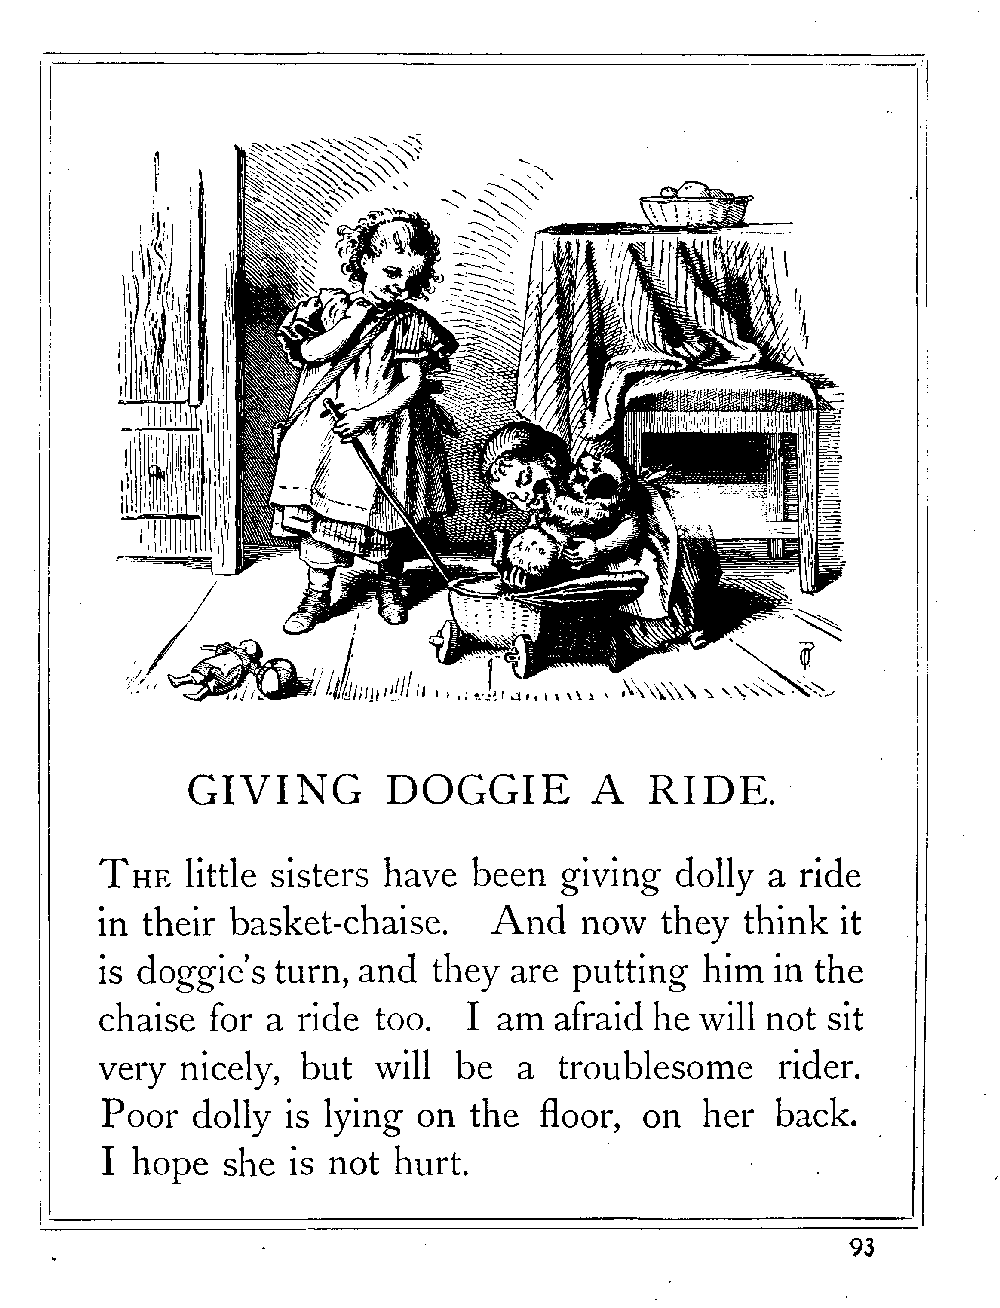 GIVING DOGGIE A RIDE.
THE little sisters have been giving dolly a ride
in their basket-chaise. And now they think it
is doggie's turn, and they are putting him in the
chaise for a ride too. I am afraid he will not sit
very nicely, but will be a troublesome rider.
Poor dolly is lying on the floor, on her back.
I hope she is not hurt.
93